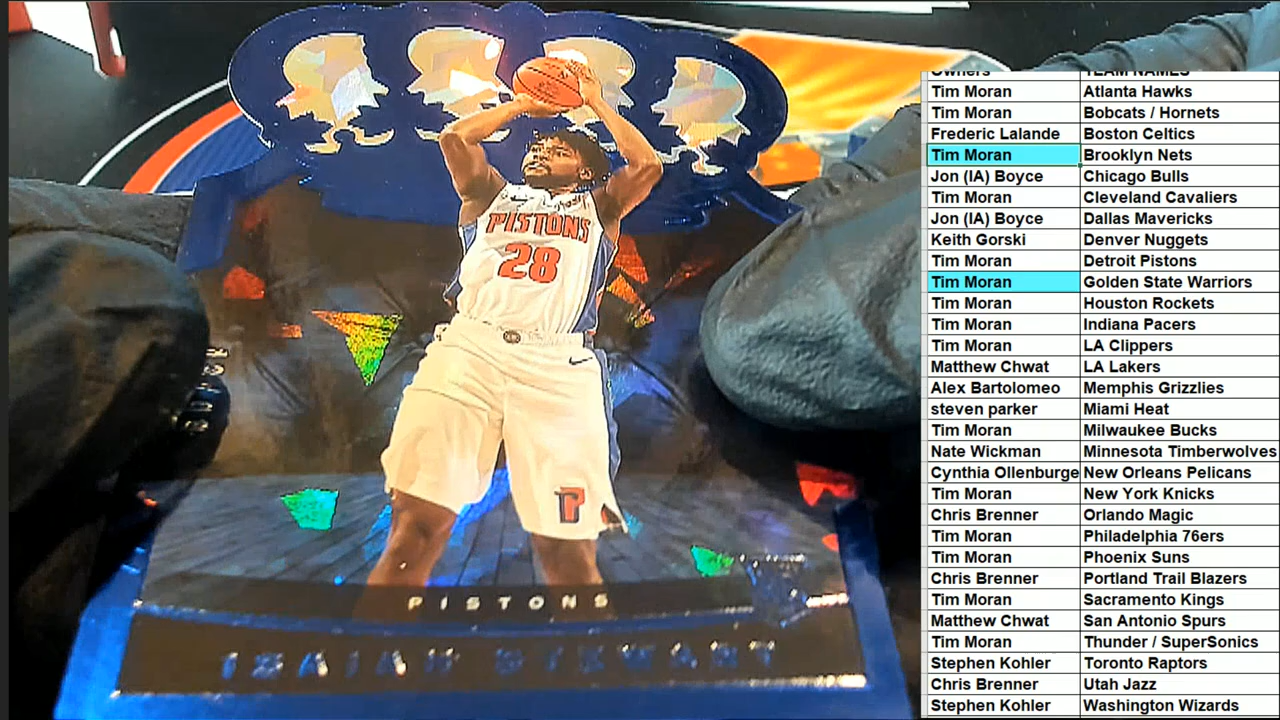 PISTONS
28
PISTONS
ISAIAH STEWART
Owners TEAM NAMES
Tim Moran Atlanta Hawks
Tim Moran Bobcats / Hornets
Frederic Lalande Boston Celtics
Tim Moran Brooklyn Nets
Jon (IA) Boyce Chicago Bulls
Tim Moran Cleveland Cavaliers
Jon (IA) Boyce Dallas Mavericks
Keith Gorski Denver Nuggets
Tim Moran Detroit Pistons
Tim Moran Golden State Warriors
Tim Moran Houston Rockets
Tim Moran Indiana Pacers
Tim Moran LA Clippers
Matthew Chwat LA Lakers
Alex Bartolomeo Memphis Grizzlies
steven parker Miami Heat
Tim Moran Milwaukee Bucks
Nate Wickman Minnesota Timberwolves
Cynthia Ollenburge New Orleans Pelicans
Tim Moran New York Knicks
Chris Brenner Orlando Magic
Tim Moran Philadelphia 76ers
Tim Moran Phoenix Suns
Chris Brenner Portland Trail Blazers
Tim Moran Sacramento Kings
Matthew Chwat San Antonio Spurs
Tim Moran Thunder / SuperSonics
Stephen Kohler Toronto Raptors
Chris Brenner Utah Jazz
Stephen Kohler Washington Wizards